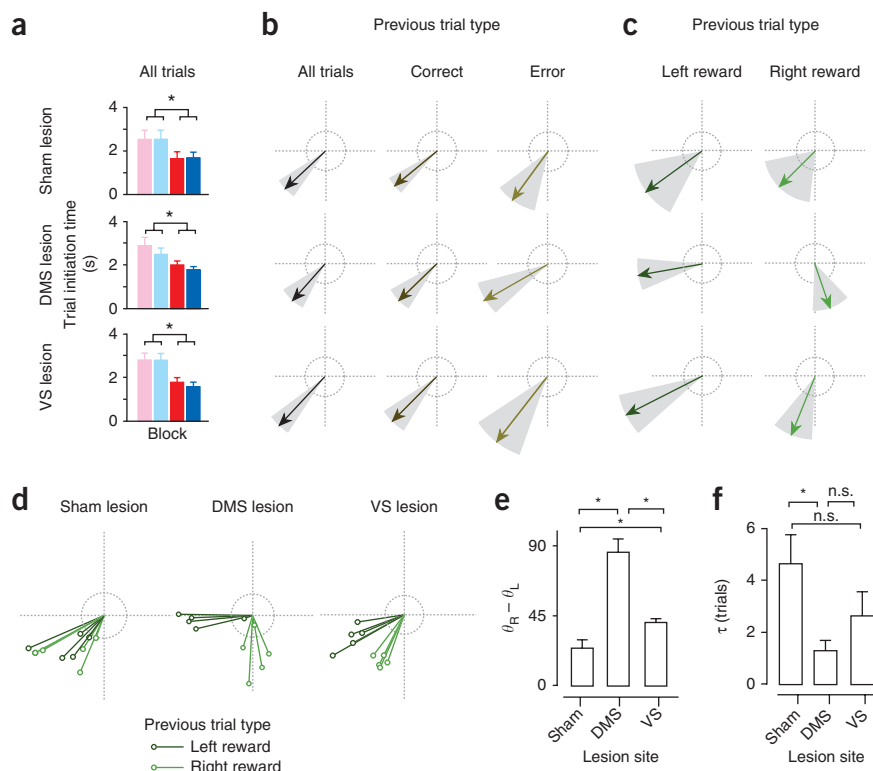 a
All trials
Sham lesion
4
2
0
*
DMS lesion
4
2
0
*
VS lesion
4
2
0
*
Trial initiation time
(s)
Block
b
Previous trial type
All trials
Correct
Error
c
Previous trial type
Left reward
Right reward
d
Sham lesion
DMS lesion
VS lesion
Previous trial type
Left reward
Right reward
e
*
*
*
90
45
0
θR – θL
Sham
DMS
VS
Lesion site
f
n.s.
*
n.s.
6
4
2
0
τ (trials)
Sham
DMS
VS
Lesion site